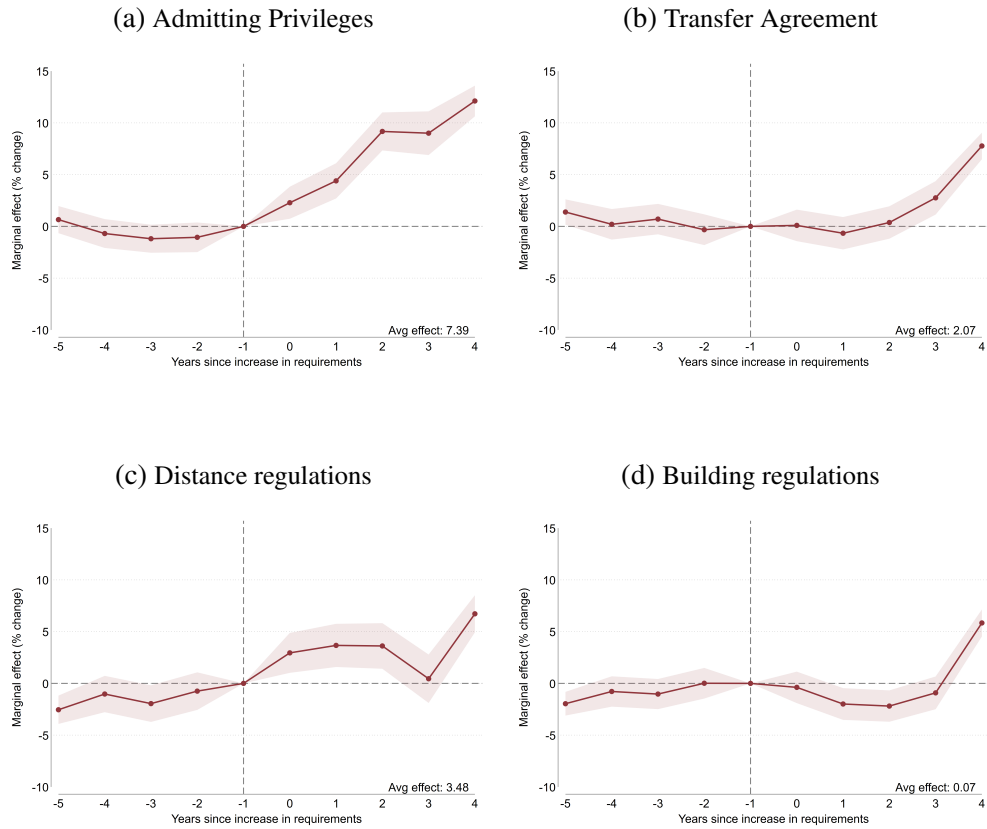 (a) Admitting Privileges
15
10
5
0
-5
-10
Marginal effect (% change)
Avg effect: 7.39
-5 -4 -3 -2 -1 0 1 2 3 4
Years since increase in requirements
(b) Transfer Agreement
15
10
5
0
-5
-10
Marginal effect (% change)
Avg effect: 2.07
-5 -4 -3 -2 -1 0 1 2 3 4
Years since increase in requirements
(c) Distance regulations
15
10
5
0
-5
-10
Marginal effect (% change)
Avg effect: 3.48
-5 -4 -3 -2 -1 0 1 2 3 4
Years since increase in requirements
(d) Building regulations
15
10
5
0
-5
-10
Marginal effect (% change)
Avg effect: 0.07
-5 -4 -3 -2 -1 0 1 2 3 4
Years since increase in requirements